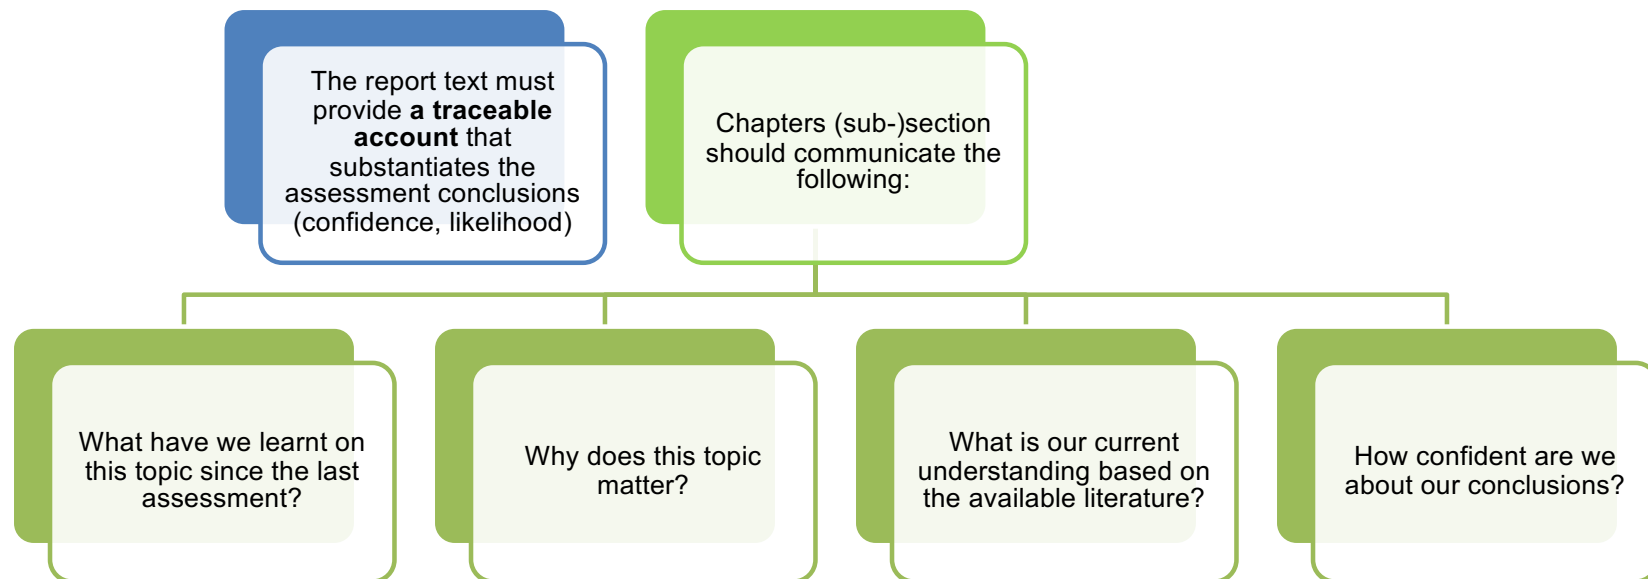 The report text must
provide a traceable
account that
substantiates the
assessment conclusions
(confidence, likelihood)
Chapters (sub-)section
should communicate the
following:
What have we learnt on
this topic since the last
assessment?
Why does this topic
matter?
What is our current
understanding based on
the available literature?
How confident are we
about our conclusions?